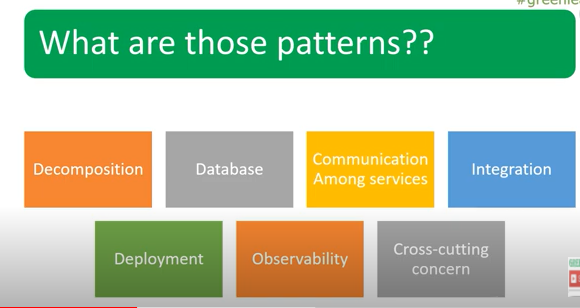 #greenle
What are those patterns??
Decomposition
Database
Communication
Among services
Integration
Deployment
Observability
Cross-cutting
concern